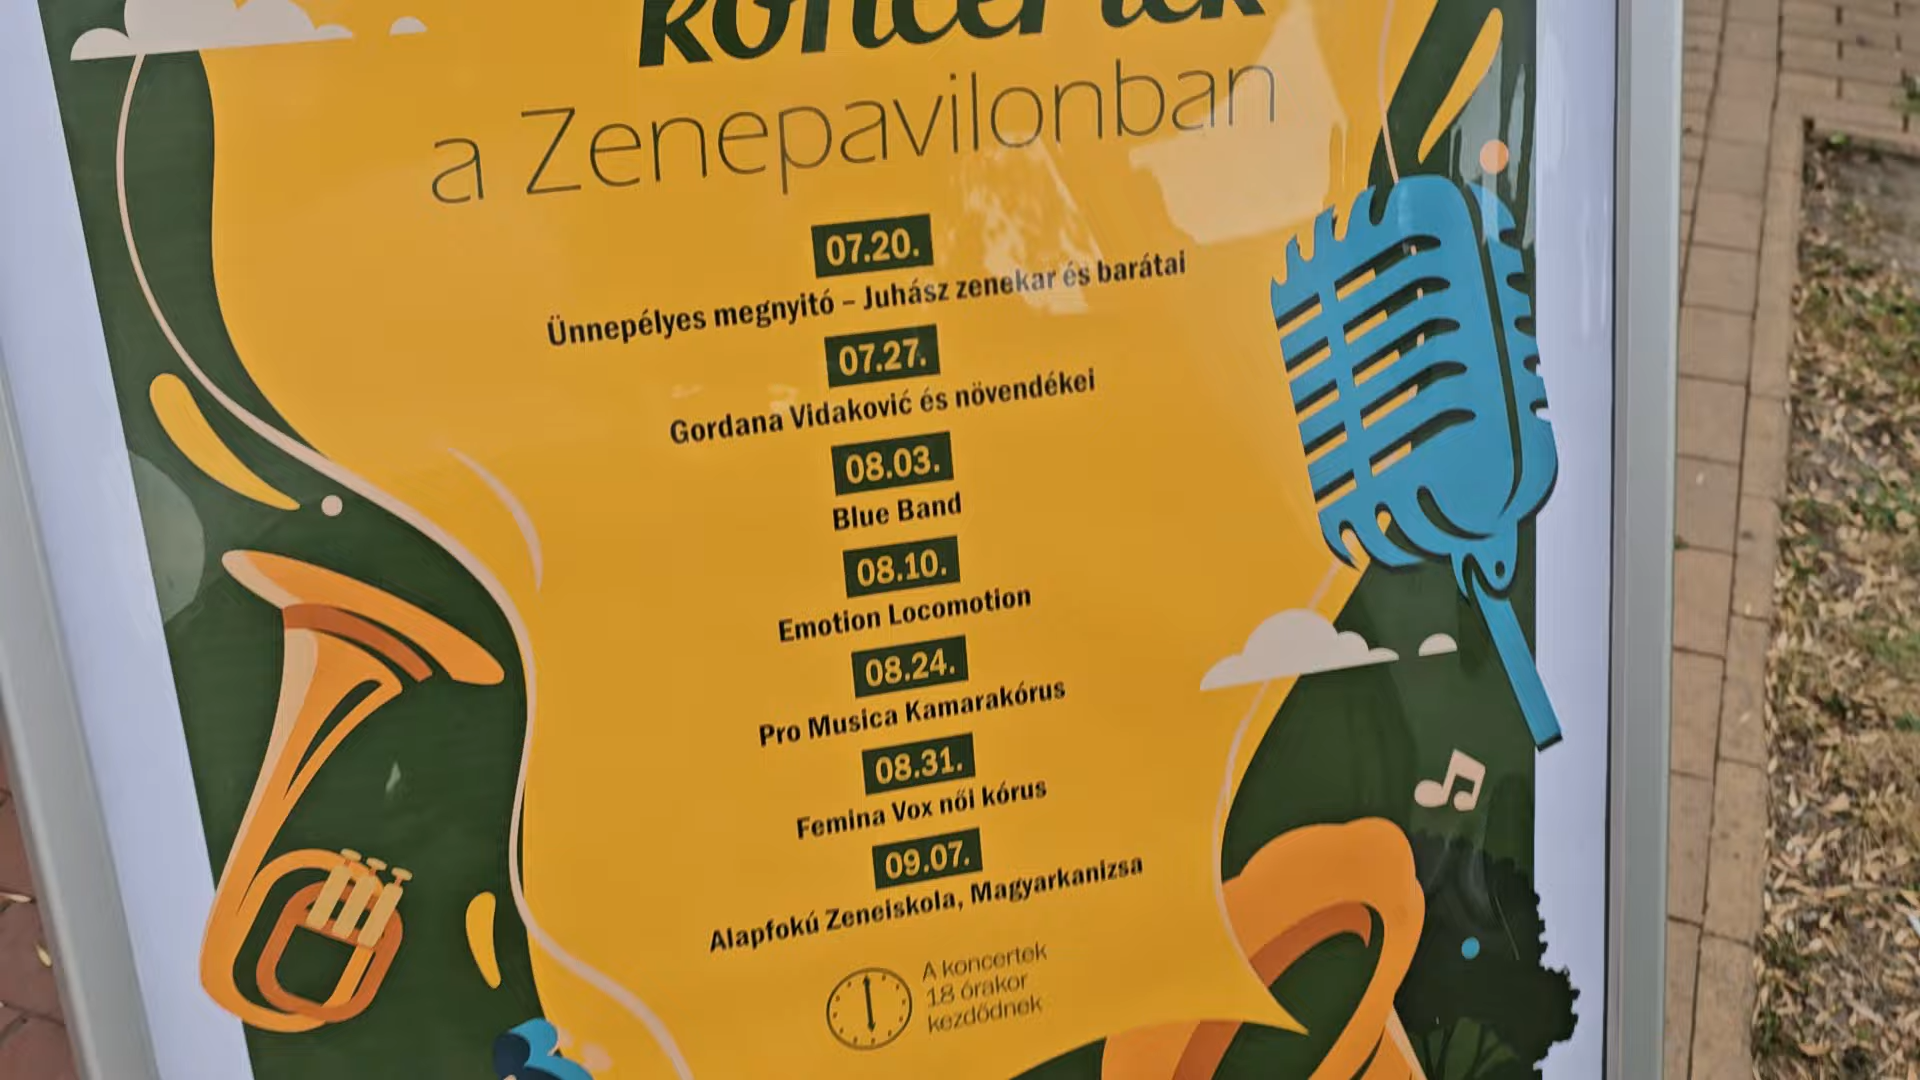 koncertek
a Zenepavilonban
07.20.
Ünnepélyes megnyitó – Juhász zenekar és barátai
07.27.
Gordana Vidaković és növendékei
08.03.
Blue Band
08.10.
Emotion Locomotion
08.24.
Pro Musica Kamarakórus
08.31.
Femina Vox női kórus
09.07.
Alapfokú Zeneiskola, Magyarkanizsa
A koncertek
18 órakor
kezdődnek